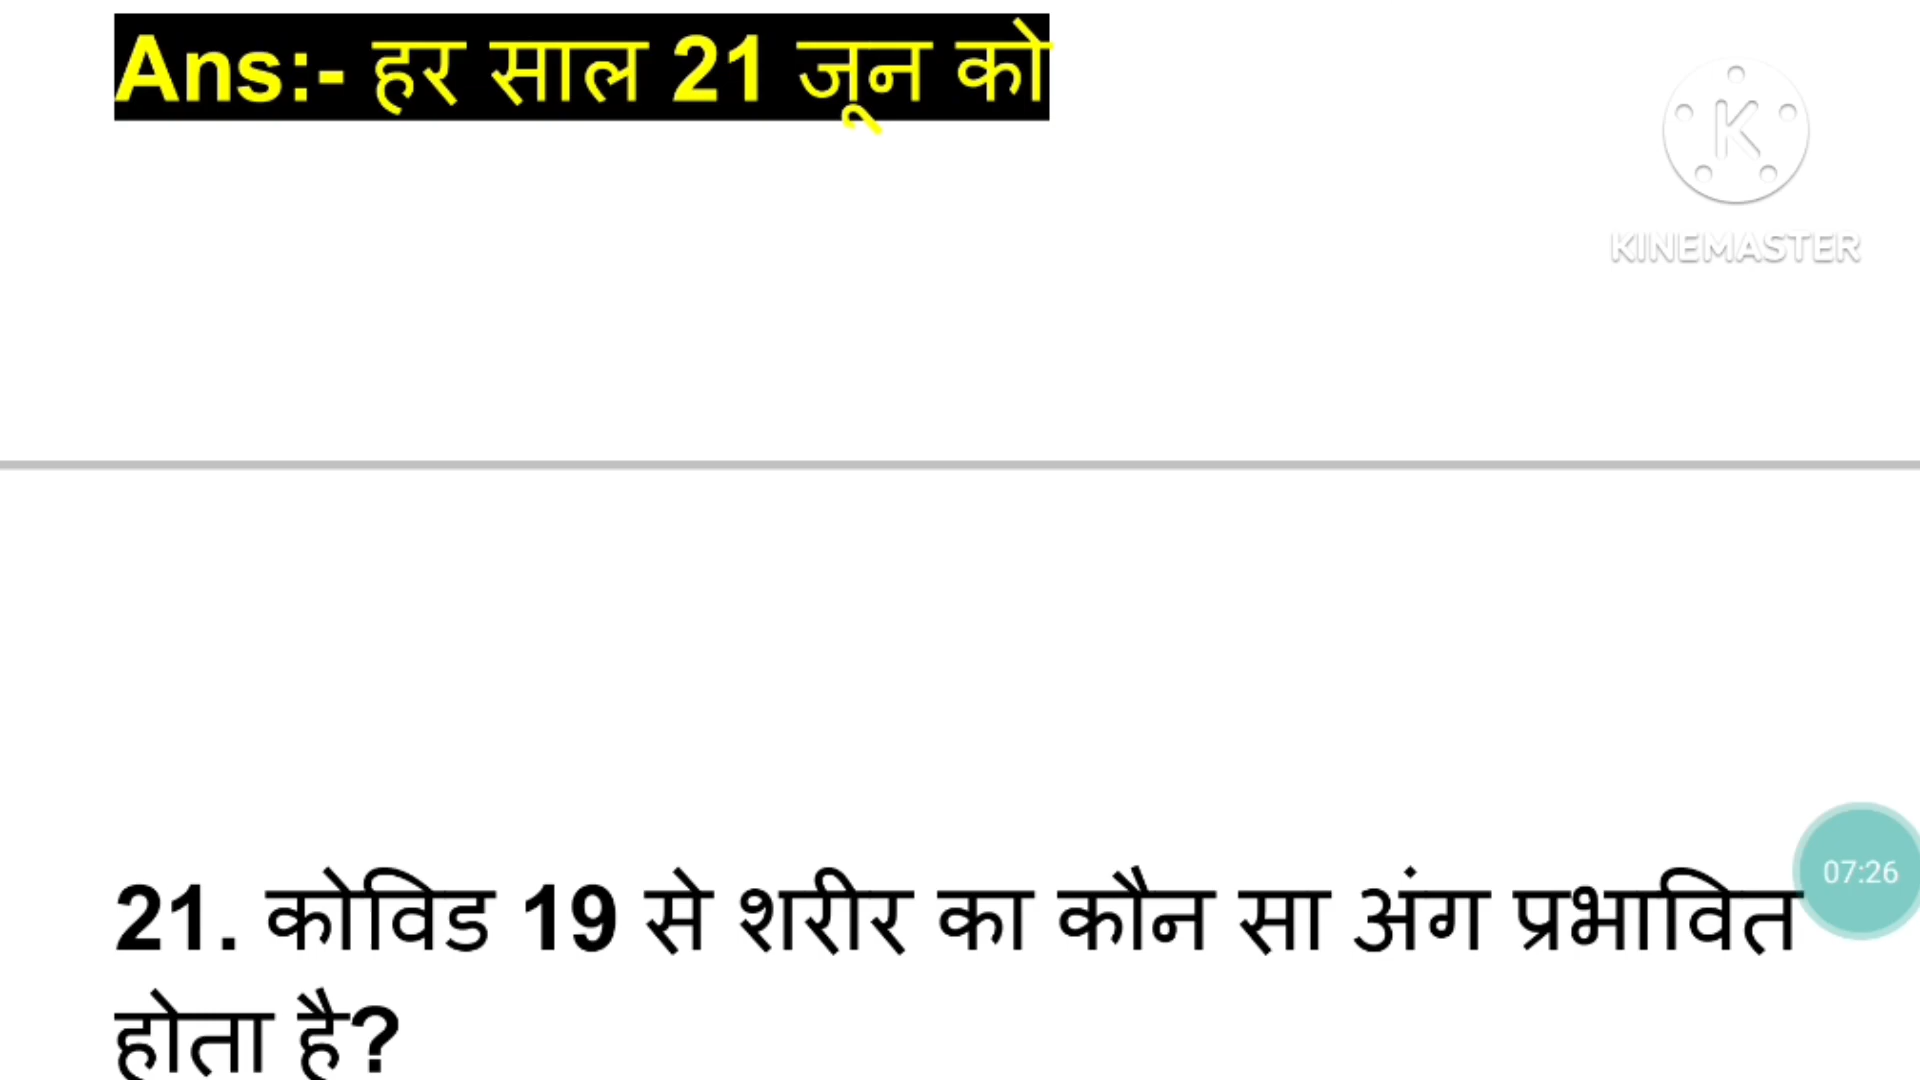 Ans:- हर साल 21 जून को
K
KINEMASTER
07:26
21. कोविड 19 से शरीर का कौन सा अंग प्रभावित
होता है?